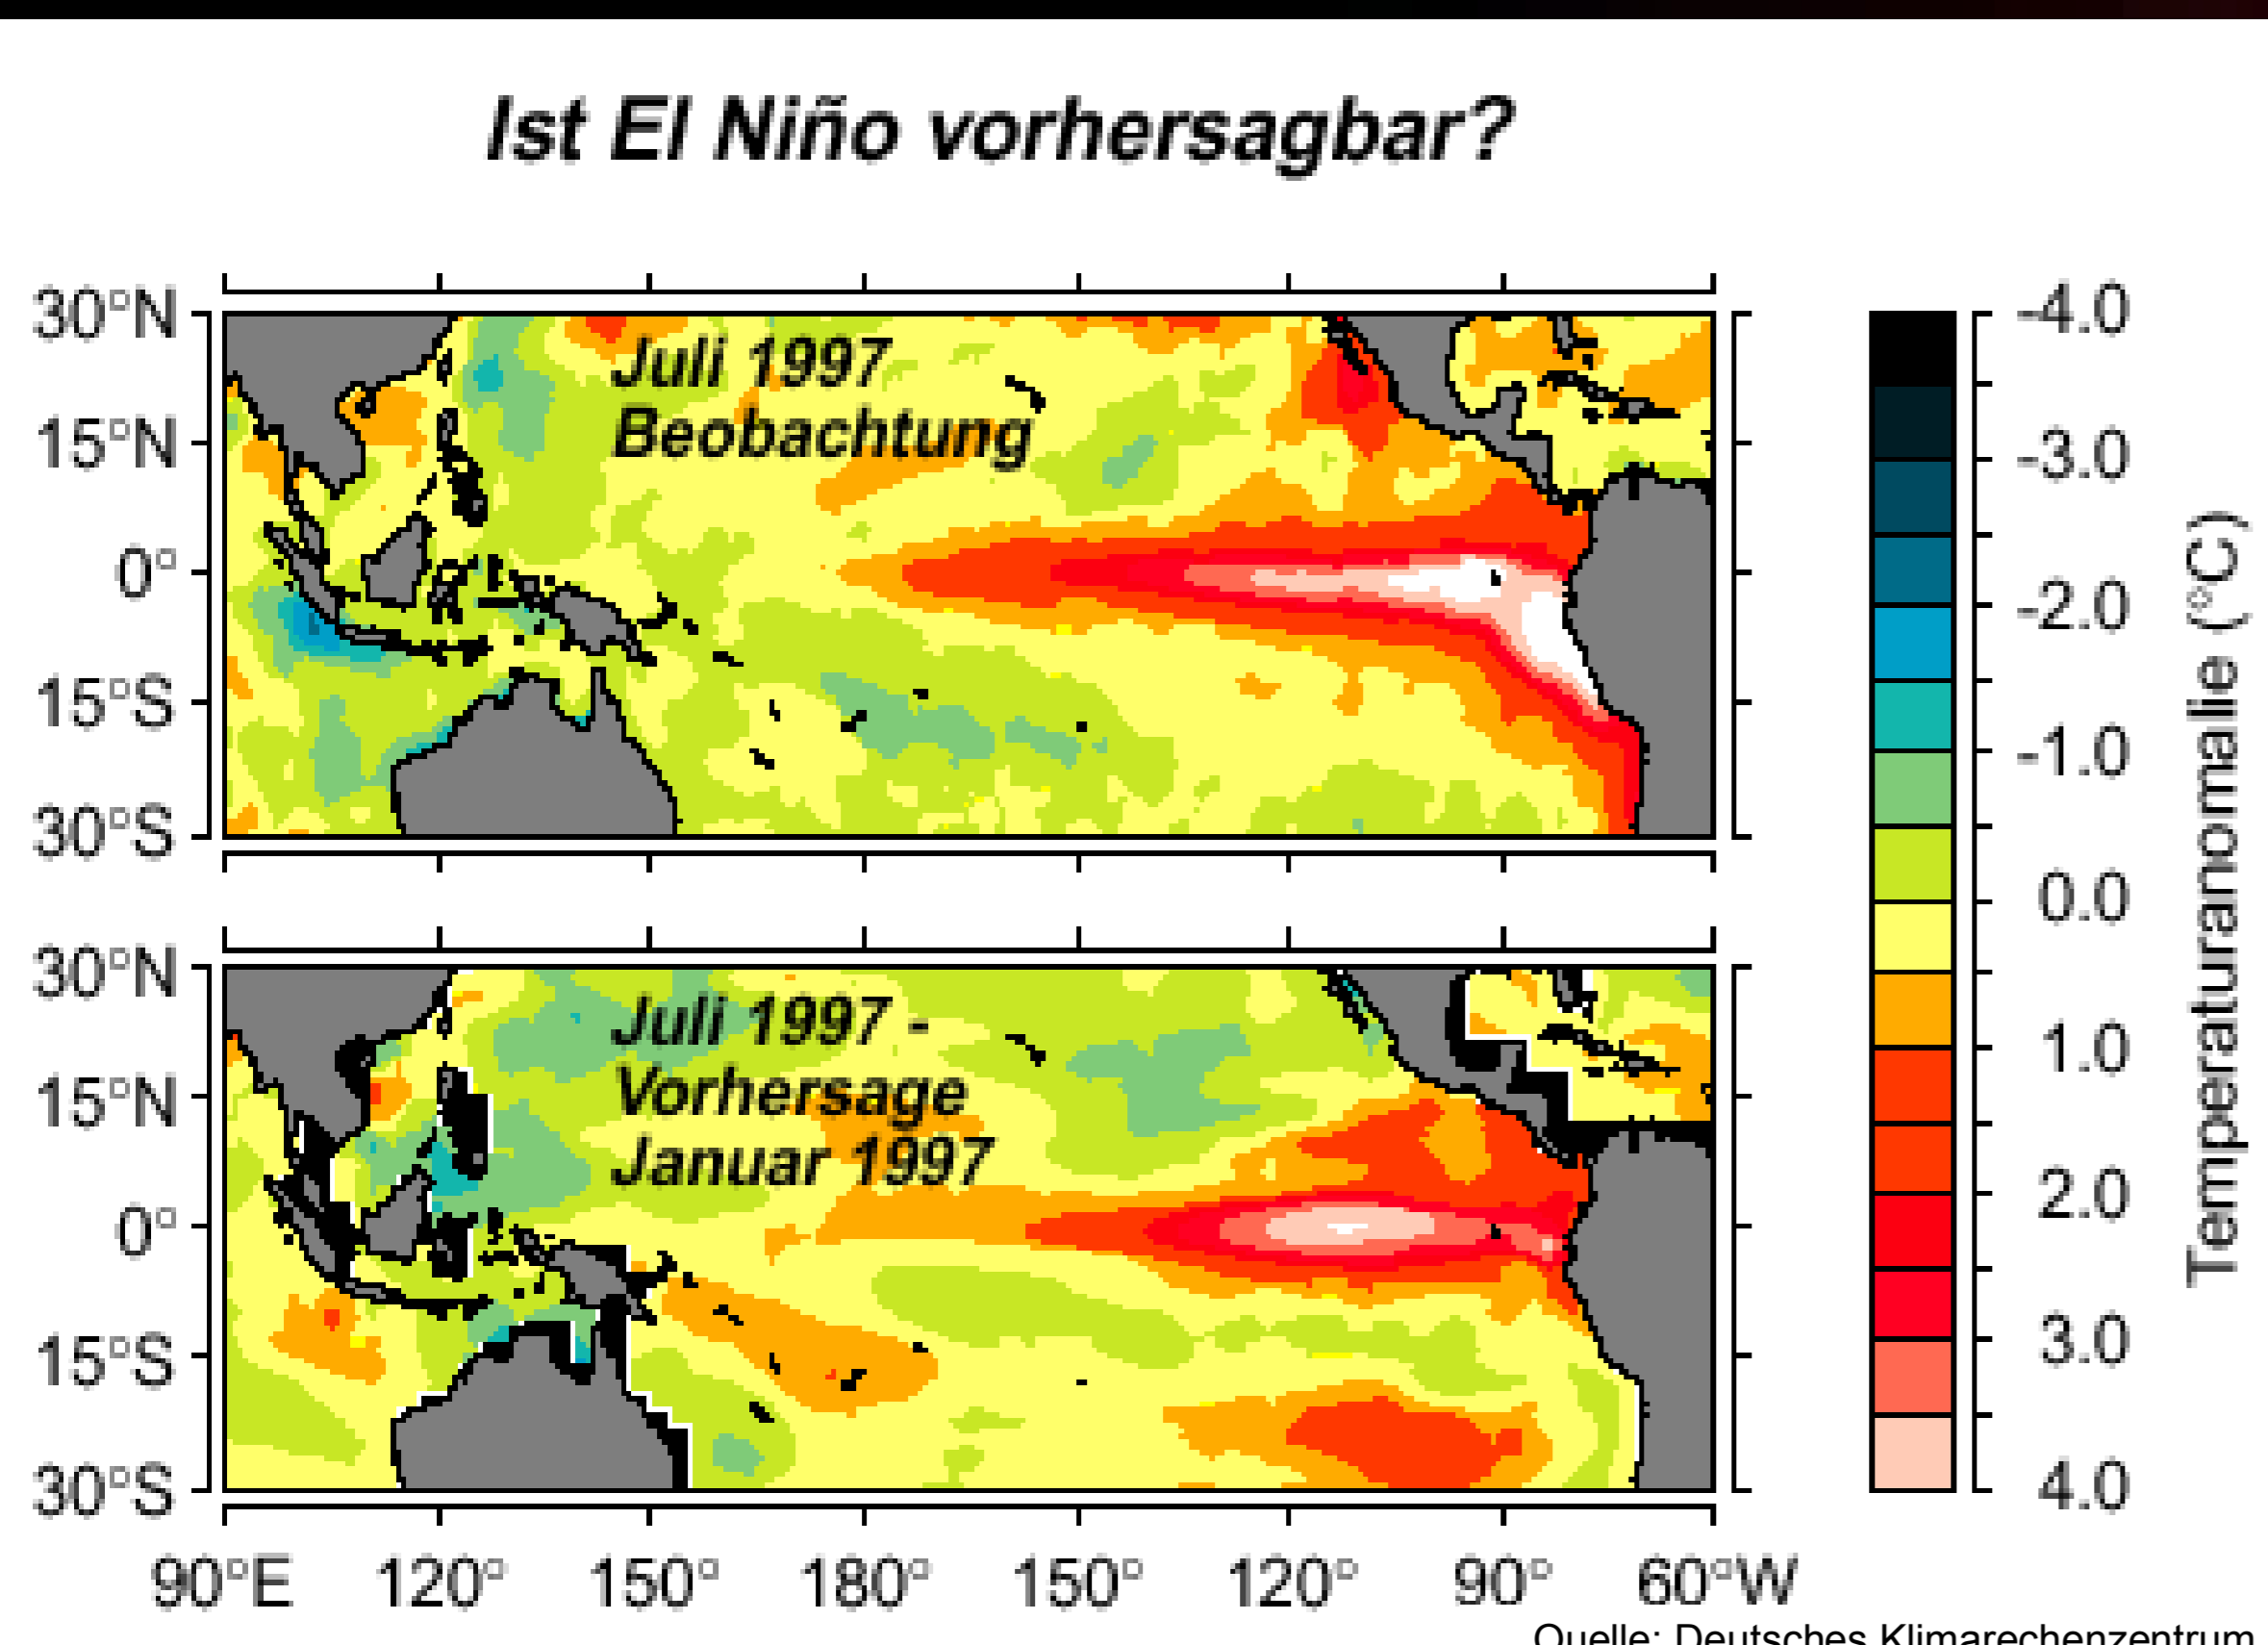 Ist El Niño vorhersagbar?
30°N
15°N
0°
15°S
30°S
Juli 1997
Beobachtung
30°N
15°N
0°
15°S
30°S
Juli 1997 -
Vorhersage
Januar 1997
90°E 120° 150° 180° 150° 120° 90° 60°W
-4.0
-3.0
-2.0
-1.0
0.0
1.0
2.0
3.0
4.0
Temperaturanomalie (°C)
Quelle: Deutsches Klimarechenzentrum